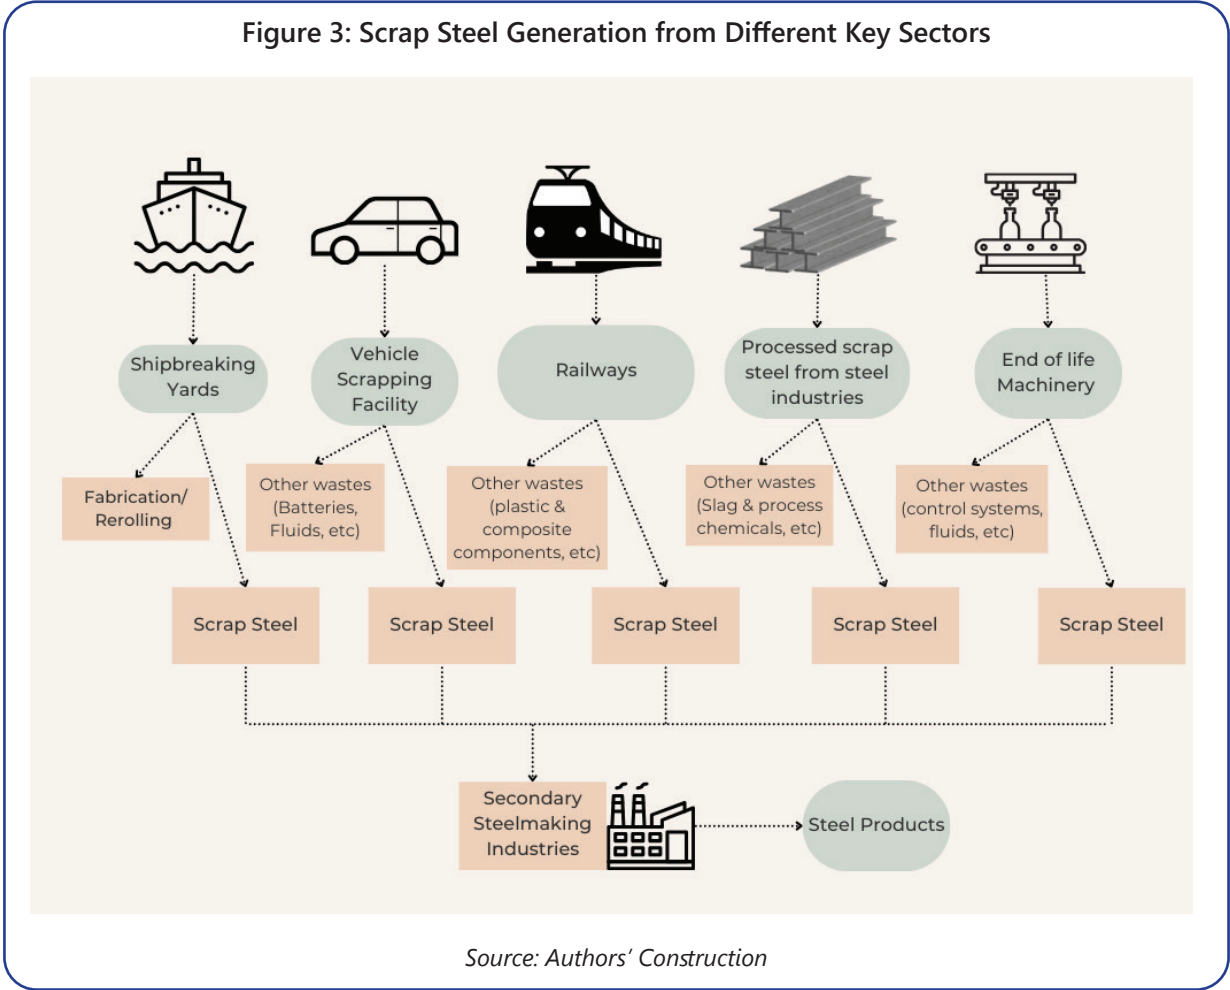 Figure 3: Scrap Steel Generation from Different Key Sectors
Shipbreaking
Yards
Vehicle
Scrapping
Facility
Railways
Processed scrap
steel from steel
industries
End of life
Machinery
Fabrication/
Rerolling
Other wastes
(Batteries,
Fluids, etc)
Other wastes
(plastic &
composite
components, etc)
Other wastes
(Slag & process
chemicals, etc)
Other wastes
(control systems,
fluids, etc)
Scrap Steel
Scrap Steel
Scrap Steel
Scrap Steel
Scrap Steel
Secondary
Steelmaking
Industries
Steel Products
Source: Authors’ Construction